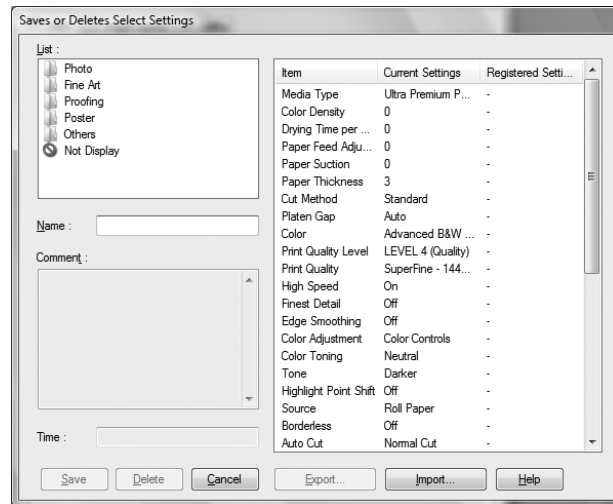 Saves or Deletes Select Settings
List :
Photo
Fine Art
Proofing
Poster
Others
Not Display
Name :
Comment :
Time :
Item Current Settings Registered Setti...
Media Type Ultra Premium P... -
Color Density 0 -
Drying Time per ... 0 -
Paper Feed Adju... 0 -
Paper Suction 0 -
Paper Thickness 3 -
Cut Method Standard -
Platen Gap Auto -
Color Advanced B&W ... -
Print Quality Level LEVEL 4 (Quality) -
Print Quality SuperFine - 144... -
High Speed On -
Finest Detail Off -
Edge Smoothing Off -
Color Adjustment Color Controls -
Color Toning Neutral -
Tone Darker -
Highlight Point Shift Off -
Source Roll Paper -
Borderless Off -
Auto Cut Normal Cut -
Save Delete Cancel Export... Import... Help